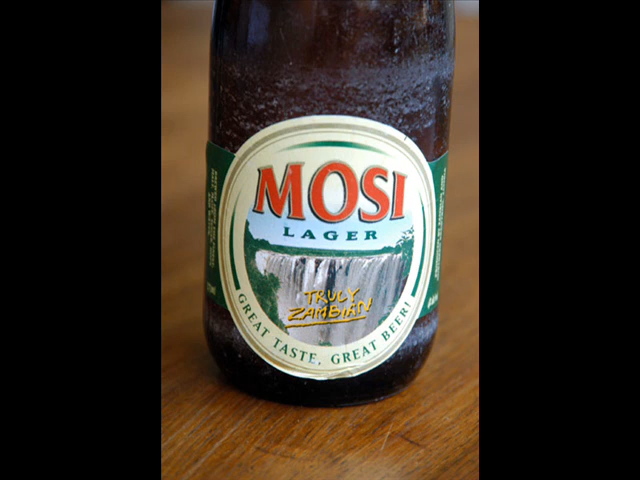 MOSI
LAGER
TRULY
ZAMBIAN
GREAT TASTE, GREAT BEER!